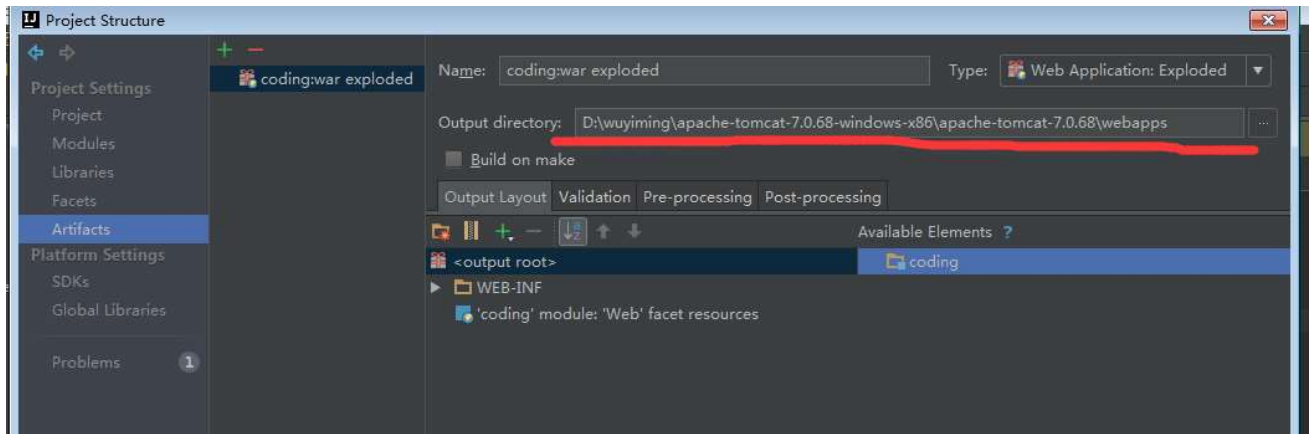 Project Structure
Project Settings
Project
Modules
Libraries
Facets
Artifacts
Platform Settings
SDKs
Global Libraries
Problems 1
coding:war exploded
Name: coding:war exploded Type: Web Application: Exploded
Output directory: D:\wuyiming\apache-tomcat-7.0.68-windows-x86\apache-tomcat-7.0.68\webapps ...
Build on make
Output Layout Validation Pre-processing Post-processing
Available Elements ?
<output root>
WEB-INF
'coding' module: 'Web' facet resources
coding